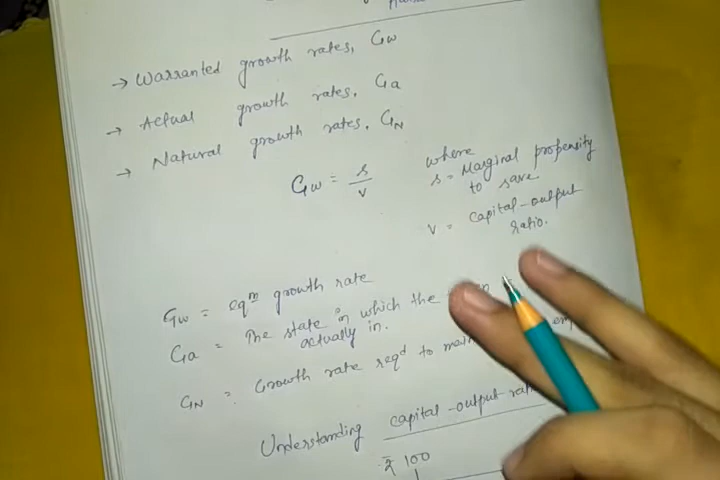 → Warranted growth rates, Gw
→ Actual growth rates, Ga
→ Natural growth rates, GN
Gw = s/v
where
s = Marginal propensity
to save
v = capital-output
ratio.
Gw = eqm growth rate
Ga = The state in which the
actually in.
GN = Growth rate reqd to
Understanding capital-output
₹ 100